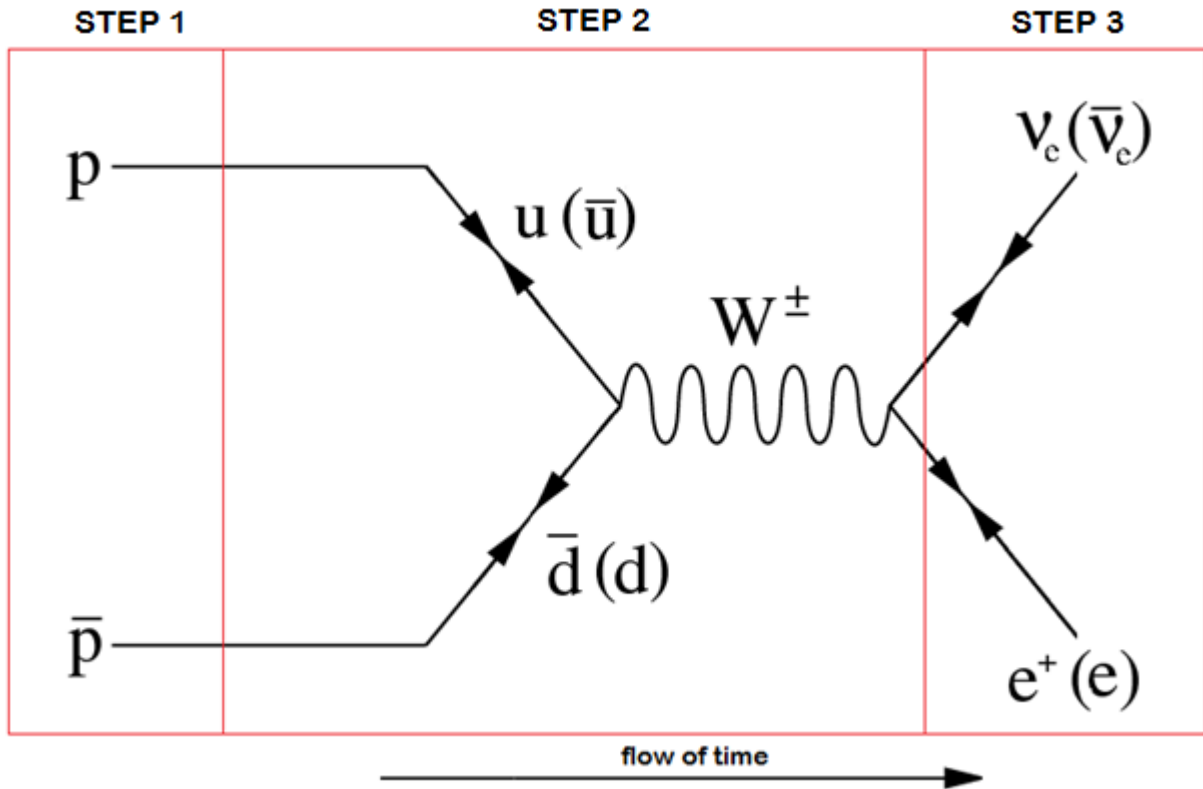 STEP 1 STEP 2 STEP 3
p
u (u̅)
W±
νe(ν̅e)
d̅ (d)
p̅
e+ (e)
flow of time